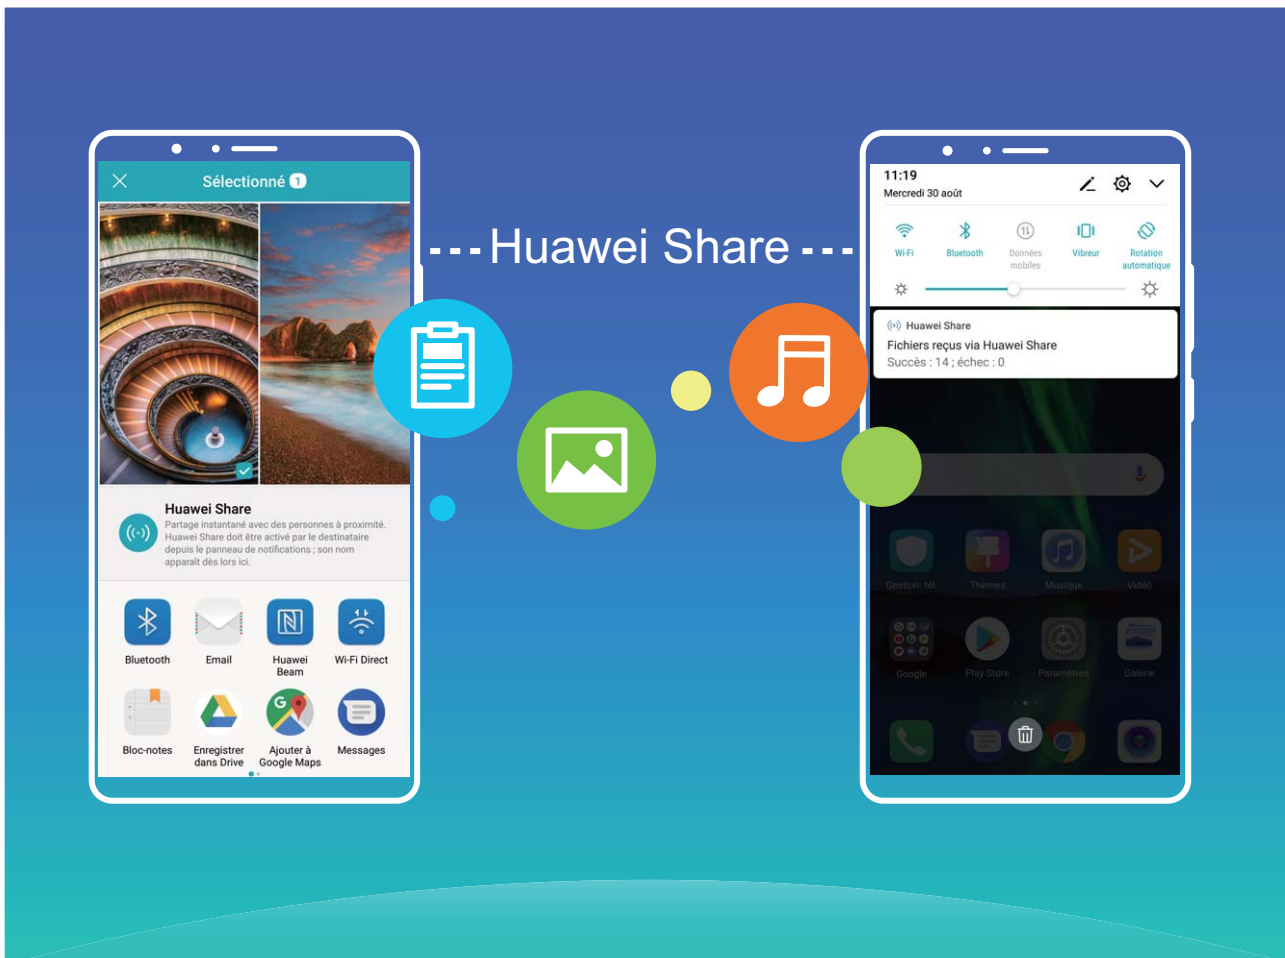 Sélectionné 1
Huawei Share
Huawei Share
Partage instantané avec des personnes à proximité.
Huawei Share doit être activé par le destinataire
depuis le panneau de notifications ; son nom
apparaît dès lors ici.
Bluetooth
Email
Huawei
Beam
Wi-Fi Direct
Bloc-notes
Enregistrer
dans Drive
Ajouter à
Google Maps
Messages
11:19
Mercredi 30 août
Wi-Fi
Bluetooth
Données
mobiles
Vibreur
Rotation
automatique
Huawei Share
Fichiers reçus via Huawei Share
Succès : 14 ; échec : 0
Gestion. tél.
Thèmes
Musique
Vidéo
Google
Play Store
Paramètres
Galerie